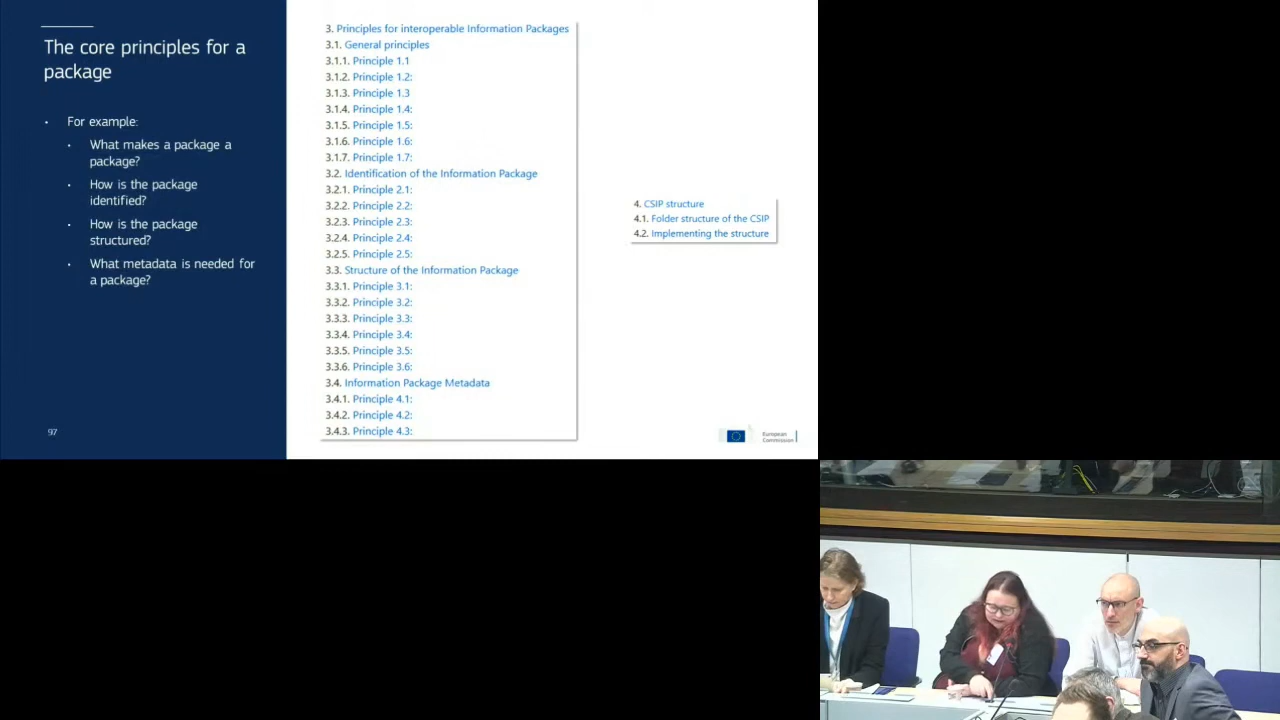 The core principles for a
package
• For example:
• What makes a package a
package?
• How is the package
identified?
• How is the package
structured?
• What metadata is needed for
a package?
97
3. Principles for interoperable Information Packages
3.1. General principles
3.1.1. Principle 1.1
3.1.2. Principle 1.2:
3.1.3. Principle 1.3
3.1.4. Principle 1.4:
3.1.5. Principle 1.5:
3.1.6. Principle 1.6:
3.1.7. Principle 1.7:
3.2. Identification of the Information Package
3.2.1. Principle 2.1:
3.2.2. Principle 2.2:
3.2.3. Principle 2.3:
3.2.4. Principle 2.4:
3.2.5. Principle 2.5:
3.3. Structure of the Information Package
3.3.1. Principle 3.1:
3.3.2. Principle 3.2:
3.3.3. Principle 3.3:
3.3.4. Principle 3.4:
3.3.5. Principle 3.5:
3.3.6. Principle 3.6:
3.4. Information Package Metadata
3.4.1. Principle 4.1:
3.4.2. Principle 4.2:
3.4.3. Principle 4.3:
4. CSIP structure
4.1. Folder structure of the CSIP
4.2. Implementing the structure
European
Commission